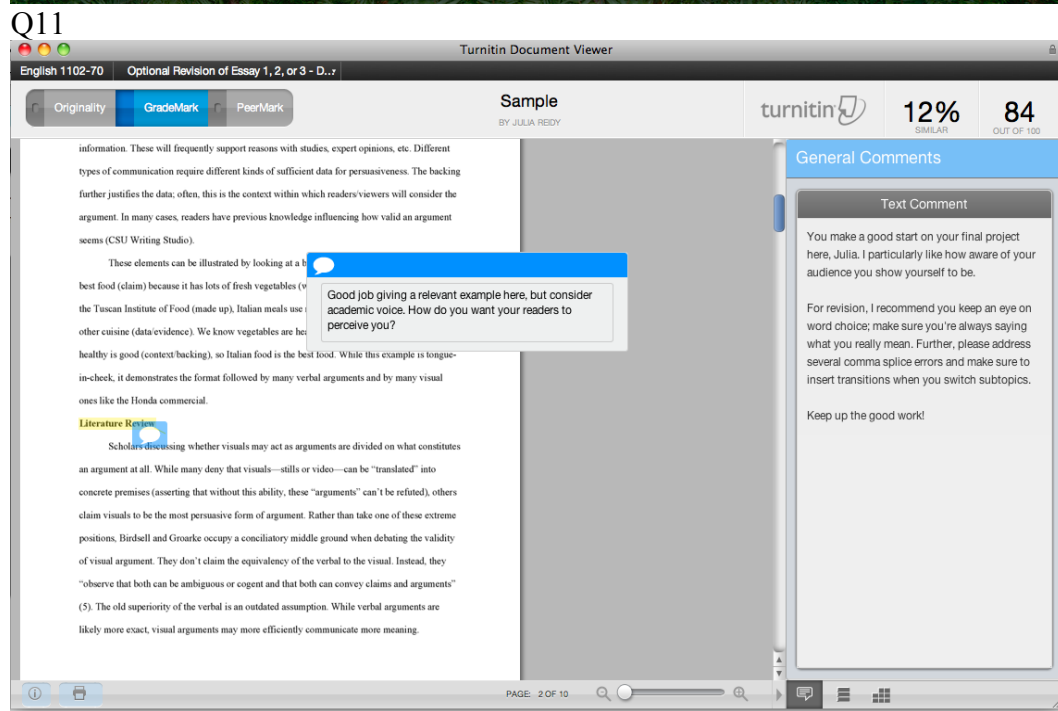 Q11
Turnitin Document Viewer
English 1102-70 Optional Revision of Essay 1, 2, or 3 - D...
Originality GradeMark PeerMark
Sample
BY JULIA REIDY
turnitin
12%
SIMILAR
84
OUT OF 100
information. These will frequently support reasons with studies, expert opinions, etc. Different
types of communication require different kinds of sufficient data for persuasiveness. The backing
further justifies the data; often, this is the context within which readers/viewers will consider the
argument. In many cases, readers have previous knowledge influencing how valid an argument
seems (CSU Writing Studio).
These elements can be illustrated by looking at a
best food (claim) because it has lots of fresh vegetables
the Tuscan Institute of Food (made up), Italian meals use
other cuisine (data/evidence). We know vegetables are
healthy is good (context/backing), so Italian food is the best food. While this example is tongue-
in-cheek, it demonstrates the format followed by many verbal arguments and by many visual
ones like the Honda commercial.
Good job giving a relevant example here, but consider
academic voice. How do you want your readers to
perceive you?
Literature Review
Scholars discussing whether visuals may act as arguments are divided on what constitutes
an argument at all. While many deny that visuals—stills or video—can be “translated” into
concrete premises (asserting that without this ability, these “arguments” can’t be refuted), others
claim visuals to be the most persuasive form of argument. Rather than take one of these extreme
positions, Birdsell and Groarke occupy a conciliatory middle ground when debating the validity
of visual argument. They don’t claim the equivalency of the verbal to the visual. Instead, they
“observe that both can be ambiguous or cogent and that both can convey claims and arguments”
(5). The old superiority of the verbal is an outdated assumption. While verbal arguments are
likely more exact, visual arguments may more efficiently communicate more meaning.
General Comments
Text Comment
You make a good start on your final project
here, Julia. I particularly like how aware of your
audience you show yourself to be.
For revision, I recommend you keep an eye on
word choice; make sure you're always saying
what you really mean. Further, please address
several comma splice errors and make sure to
insert transitions when you switch subtopics.
Keep up the good work!
PAGE: 2 OF 10